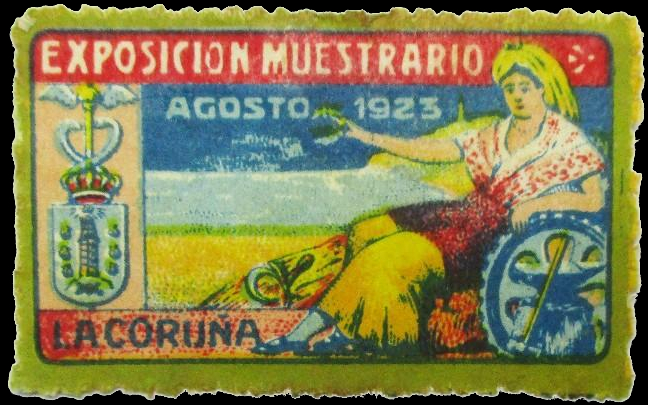 EXPOSICION MUESTRARIO
AGOSTO 1923
LA CORUÑA